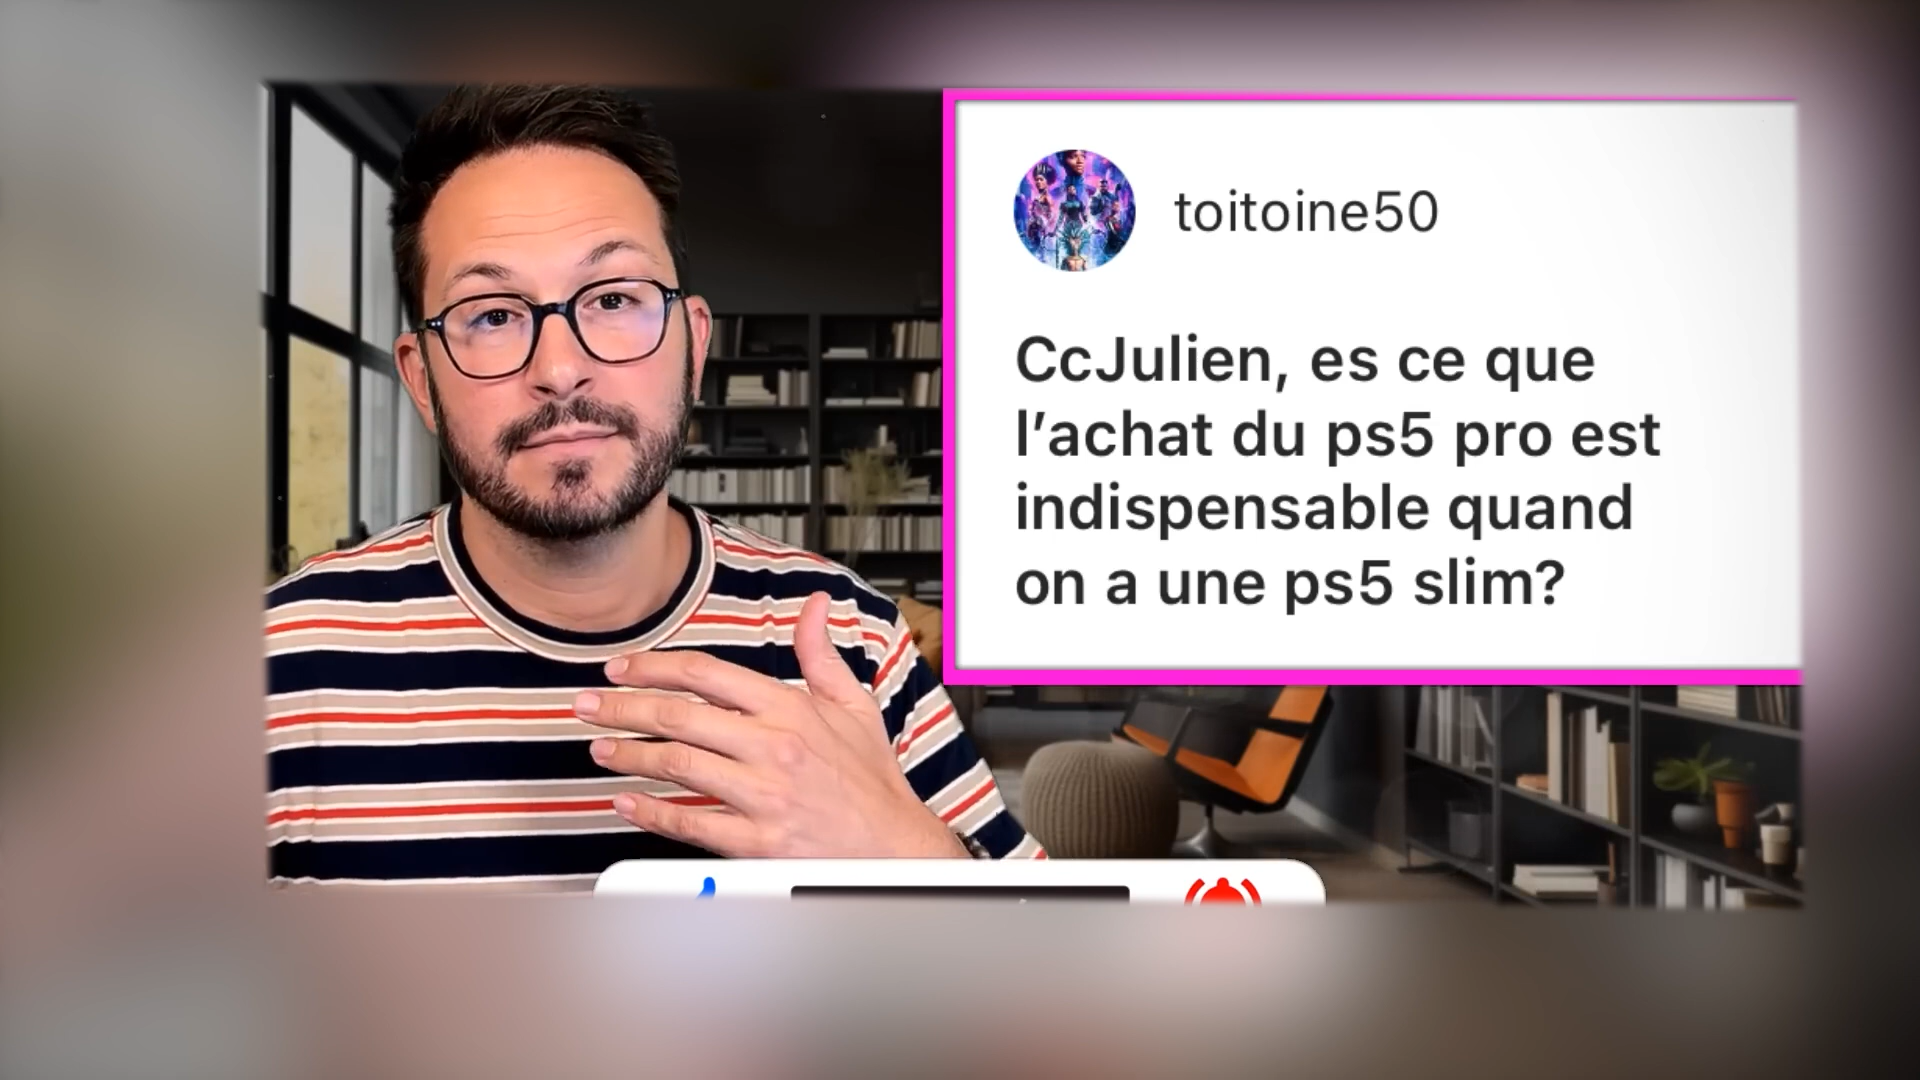 toitoine50
CcJulien, es ce que
l’achat du ps5 pro est
indispensable quand
on a une ps5 slim?